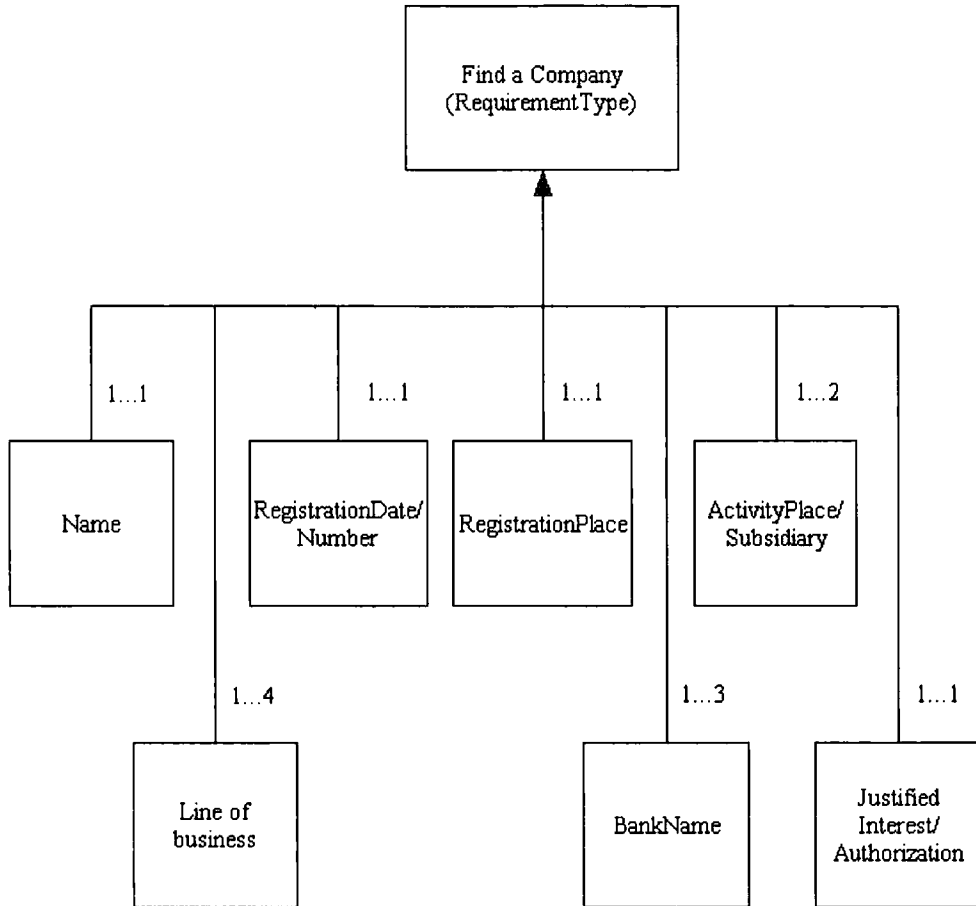 Find a Company
(RequirementType)
1...1
1...1
1...1
1...2
Name
RegistrationDate/
Number
RegistrationPlace
ActivityPlace/
Subsidiary
1...4
1...3
1...1
Line of
business
BankName
Justified
Interest/
Authorization